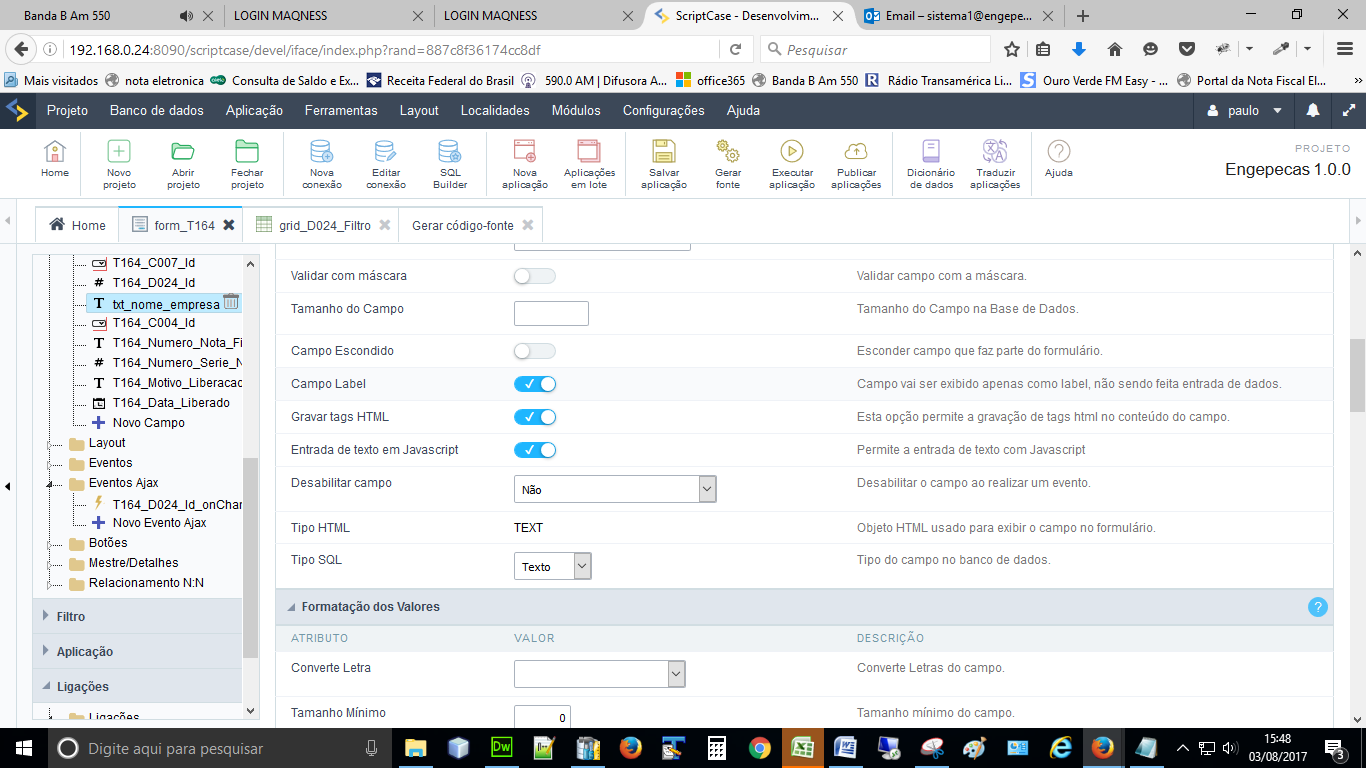 Banda B Am 550
LOGIN MAQNESS
LOGIN MAQNESS
ScriptCase - Desenvolvim...
Email – sistema1@engepe...
192.168.0.24:8090/scriptcase/devel/iface/index.php?rand=887c8f36174cc8df
Pesquisar
Mais visitados
nota eletronica
Consulta de Saldo e Ex...
Receita Federal do Brasil
590.0 AM | Difusora A...
office365
Banda B Am 550
Rádio Transamérica Li...
Ouro Verde FM Easy - ...
Portal da Nota Fiscal El...
Projeto
Banco de dados
Aplicação
Ferramentas
Layout
Localidades
Módulos
Configurações
Ajuda
paulo
Home
Novo projeto
Abrir projeto
Fechar projeto
Nova conexão
Editar conexão
SQL Builder
Nova aplicação
Aplicações em lote
Salvar aplicação
Gerar fonte
Executar aplicação
Publicar aplicações
Dicionário de dados
Traduzir aplicações
Ajuda
PROJETO
Engepecas 1.0.0
Home
form_T164
grid_D024_Filtro
Gerar código-fonte
T164_C007_Id
T164_D024_Id
txt_nome_empresa
T164_C004_Id
T164_Numero_Nota_Fi
T164_Numero_Serie_N
T164_Motivo_Liberacac
T164_Data_Liberado
Novo Campo
Layout
Eventos
Eventos Ajax
T164_D024_Id_onChar
Novo Evento Ajax
Botões
Mestre/Detalhes
Relacionamento N:N
Filtro
Aplicação
Ligações
Ligações
Validar com máscara
Validar campo com a máscara.
Tamanho do Campo
Tamanho do Campo na Base de Dados.
Campo Escondido
Esconder campo que faz parte do formulário.
Campo Label
Campo vai ser exibido apenas como label, não sendo feita entrada de dados.
Gravar tags HTML
Esta opção permite a gravação de tags html no conteúdo do campo.
Entrada de texto em Javascript
Permite a entrada de texto com Javascript
Desabilitar campo
Não
Desabilitar o campo ao realizar um evento.
Tipo HTML
TEXT
Objeto HTML usado para exibir o campo no formulário.
Tipo SQL
Texto
Tipo do campo no banco de dados.
Formatação dos Valores
?
ATRIBUTO
VALOR
DESCRIÇÃO
Converte Letra
Converte Letras do campo.
Tamanho Mínimo
0
Tamanho mínimo do campo.
Digite aqui para pesquisar
15:48
03/08/2017
3